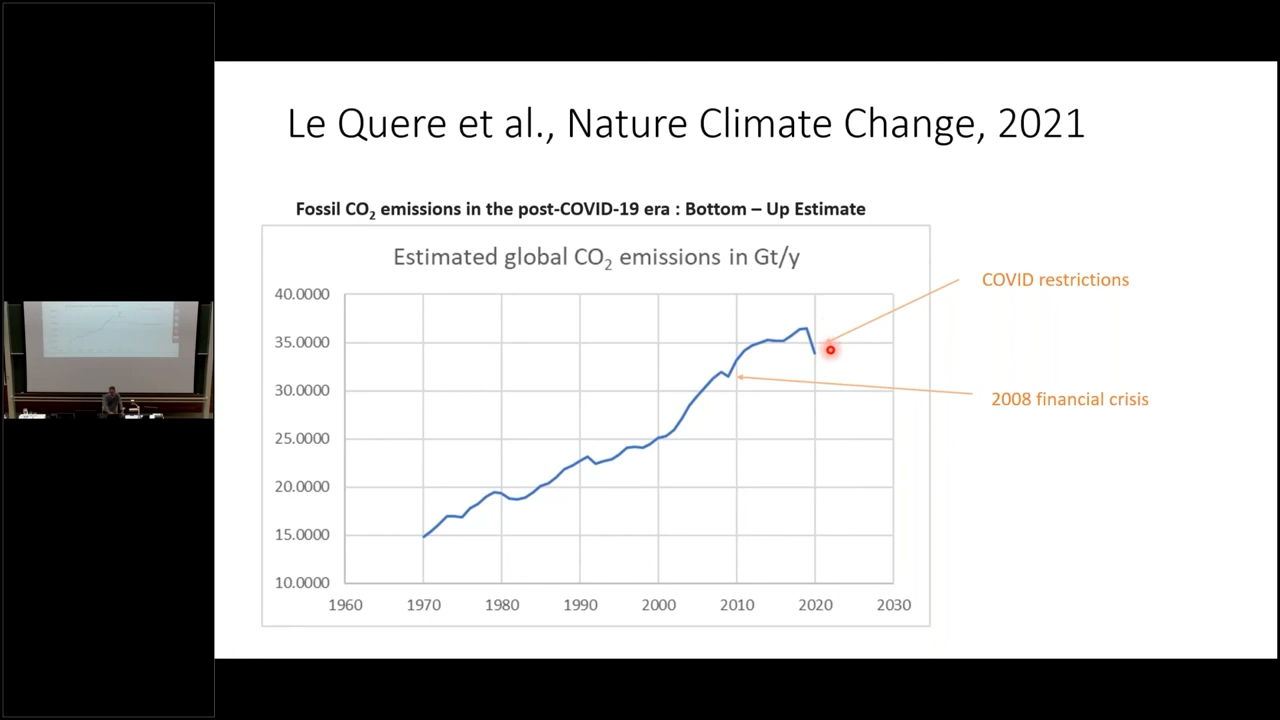 Le Quere et al., Nature Climate Change, 2021
Fossil CO₂ emissions in the post-COVID-19 era : Bottom – Up Estimate
Estimated global CO₂ emissions in Gt/y
COVID restrictions
2008 financial crisis
40.0000
35.0000
30.0000
25.0000
20.0000
15.0000
10.0000
1960 1970 1980 1990 2000 2010 2020 2030